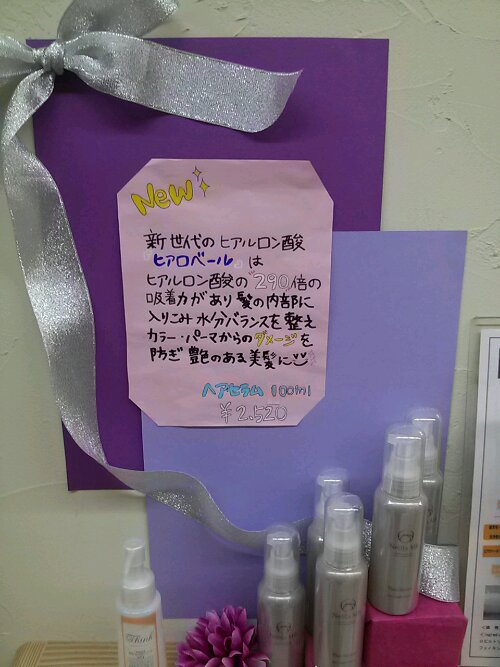 New
新世代のヒアルロン酸
ヒアロベール は
ヒアルロン酸の"290倍の
吸着力があり髪の内部に
入りこみ水分バランスを整え
カラー・パーマからのダメージを
防ぎ艶のある美髪に
ヘアセラム 100ml
¥2,520
Think